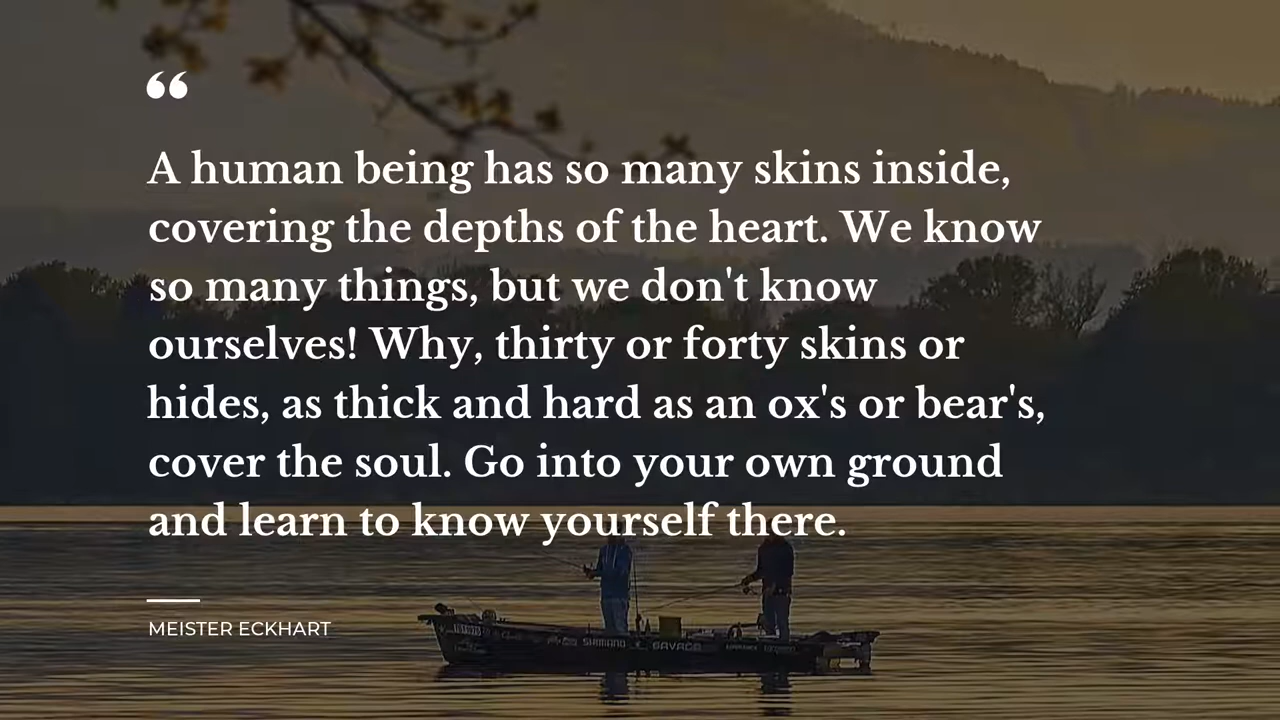 “
A human being has so many skins inside,
covering the depths of the heart. We know
so many things, but we don't know
ourselves! Why, thirty or forty skins or
hides, as thick and hard as an ox's or bear's,
cover the soul. Go into your own ground
and learn to know yourself there.
MEISTER ECKHART
SHIMANO SAVAGE